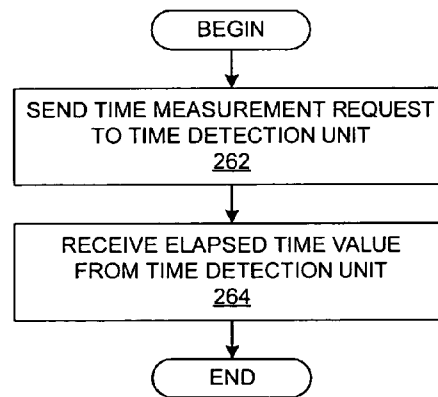 BEGIN
SEND TIME MEASUREMENT REQUEST
TO TIME DETECTION UNIT
262
RECEIVE ELAPSED TIME VALUE
FROM TIME DETECTION UNIT
264
END